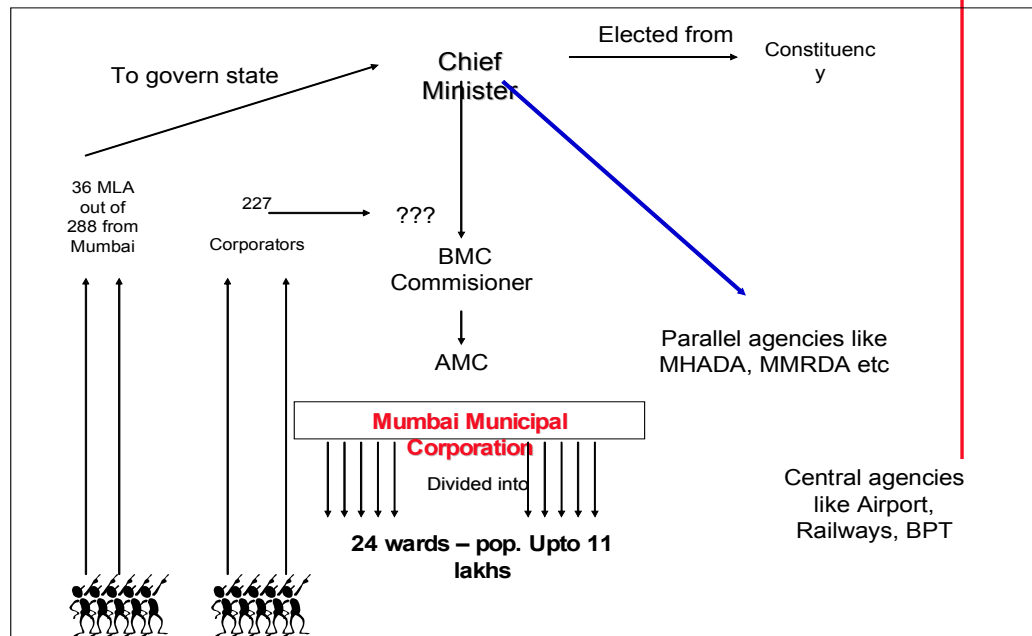 Elected from
Constituenc
y
Chief
Minister
To govern state
36 MLA
out of
288 from
Mumbai
227
Corporators
???
BMC
Commisioner
AMC
Parallel agencies like
MHADA, MMRDA etc
Mumbai Municipal
Corporation
Divided into
Central agencies
like Airport,
Railways, BPT
24 wards – pop. Upto 11
lakhs